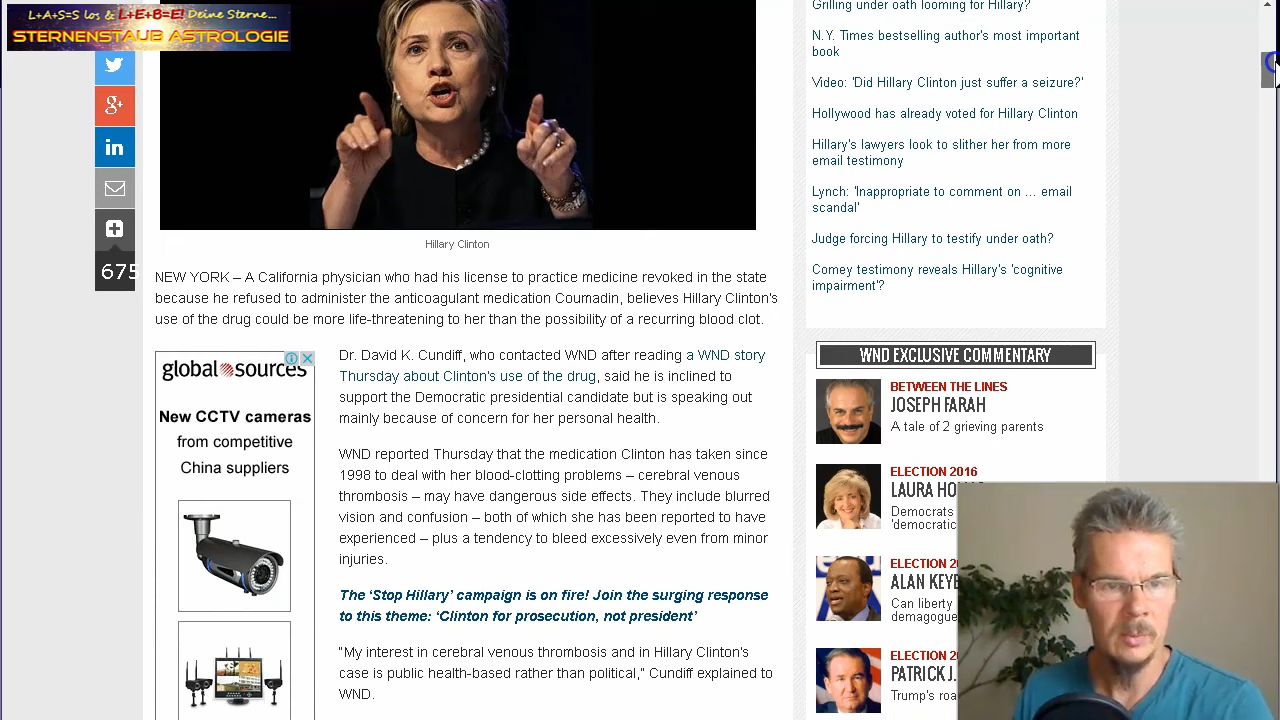 L+A+S=S los & L+E+B=E! Deine Sterne...
STERNENSTAUB ASTROLOGIE
675
Hillary Clinton
NEW YORK – A California physician who had his license to practice medicine revoked in the state
because he refused to administer the anticoagulant medication Coumadin, believes Hillary Clinton's
use of the drug could be more life-threatening to her than the possibility of a recurring blood clot.
global sources
New CCTV cameras
from competitive
China suppliers
Dr. David K. Cundiff, who contacted WND after reading a WND story
Thursday about Clinton's use of the drug, said he is inclined to
support the Democratic presidential candidate but is speaking out
mainly because of concern for her personal health.
WND reported Thursday that the medication Clinton has taken since
1998 to deal with her blood-clotting problems – cerebral venous
thrombosis – may have dangerous side effects. They include blurred
vision and confusion – both of which she has been reported to have
experienced – plus a tendency to bleed excessively even from minor
injuries.
The 'Stop Hillary' campaign is on fire! Join the surging response
to this theme: 'Clinton for prosecution, not president'
"My interest in cerebral venous thrombosis and in Hillary Clinton's
case is public health-based rather than political," Cundiff explained to
WND.
Grilling under oath looming for Hillary?
N.Y. Times bestselling author's most important
book
Video: 'Did Hillary Clinton just suffer a seizure?'
Hollywood has already voted for Hillary Clinton
Hillary's lawyers look to slither her from more
email testimony
Lynch: 'Inappropriate to comment on ... email
scandal'
Judge forcing Hillary to testify under oath?
Comey testimony reveals Hillary's 'cognitive
impairment'?
WND EXCLUSIVE COMMENTARY
BETWEEN THE LINES
JOSEPH FARAH
A tale of 2 grieving parents
ELECTION 2016
LAURA
Democrats
'democratic
ELECTION
ALAN KEYE
Can liberty
demagogue
ELECTION
PATRICK J.
Trump's